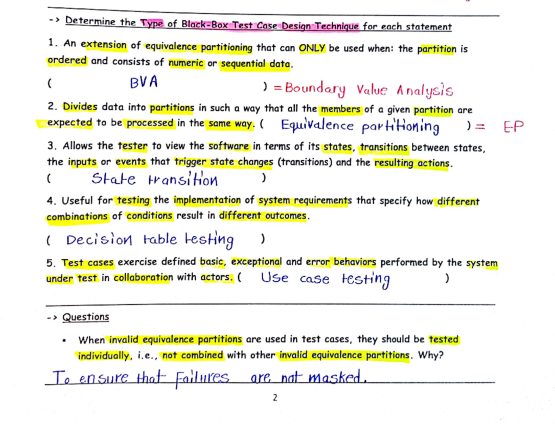 -> Determine the Type of Black-Box Test Case Design Technique for each statement
1. An extension of equivalence partitioning that can ONLY be used when: the partition is
ordered and consists of numeric or sequential data.
( BVA ) = Boundary Value Analysis
2. Divides data into partitions in such a way that all the members of a given partition are
expected to be processed in the same way. ( Equivalence partitioning ) = EP
3. Allows the tester to view the software in terms of its states, transitions between states,
the inputs or events that trigger state changes (transitions) and the resulting actions.
( State transition )
4. Useful for testing the implementation of system requirements that specify how different
combinations of conditions result in different outcomes.
( Decision table testing )
5. Test cases exercise defined basic, exceptional and error behaviors performed by the system
under test in collaboration with actors. ( Use case testing )
-> Questions
• When invalid equivalence partitions are used in test cases, they should be tested
individually, i.e., not combined with other invalid equivalence partitions. Why?
To ensure that failures are not masked.
2